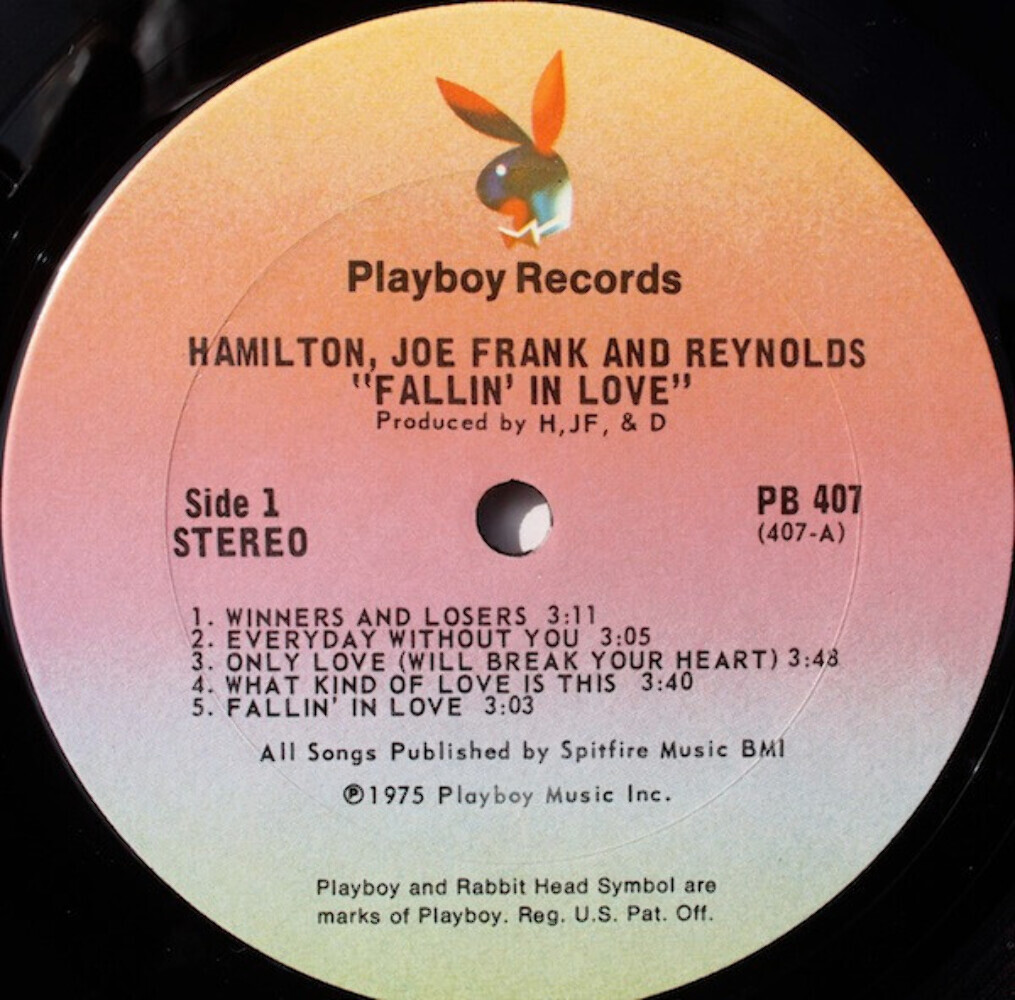 Playboy Records
HAMILTON, JOE FRANK AND REYNOLDS
"FALLIN' IN LOVE"
Produced by H,JF, & D
Side 1
STEREO
PB 407
(407-A)
1. WINNERS AND LOSERS 3:11
2. EVERYDAY WITHOUT YOU 3:05
3. ONLY LOVE (WILL BREAK YOUR HEART) 3:48
4. WHAT KIND OF LOVE IS THIS 3:40
5. FALLIN' IN LOVE 3:03
All Songs Published by Spitfire Music BMI
℗1975 Playboy Music Inc.
Playboy and Rabbit Head Symbol are
marks of Playboy. Reg. U.S. Pat. Off.